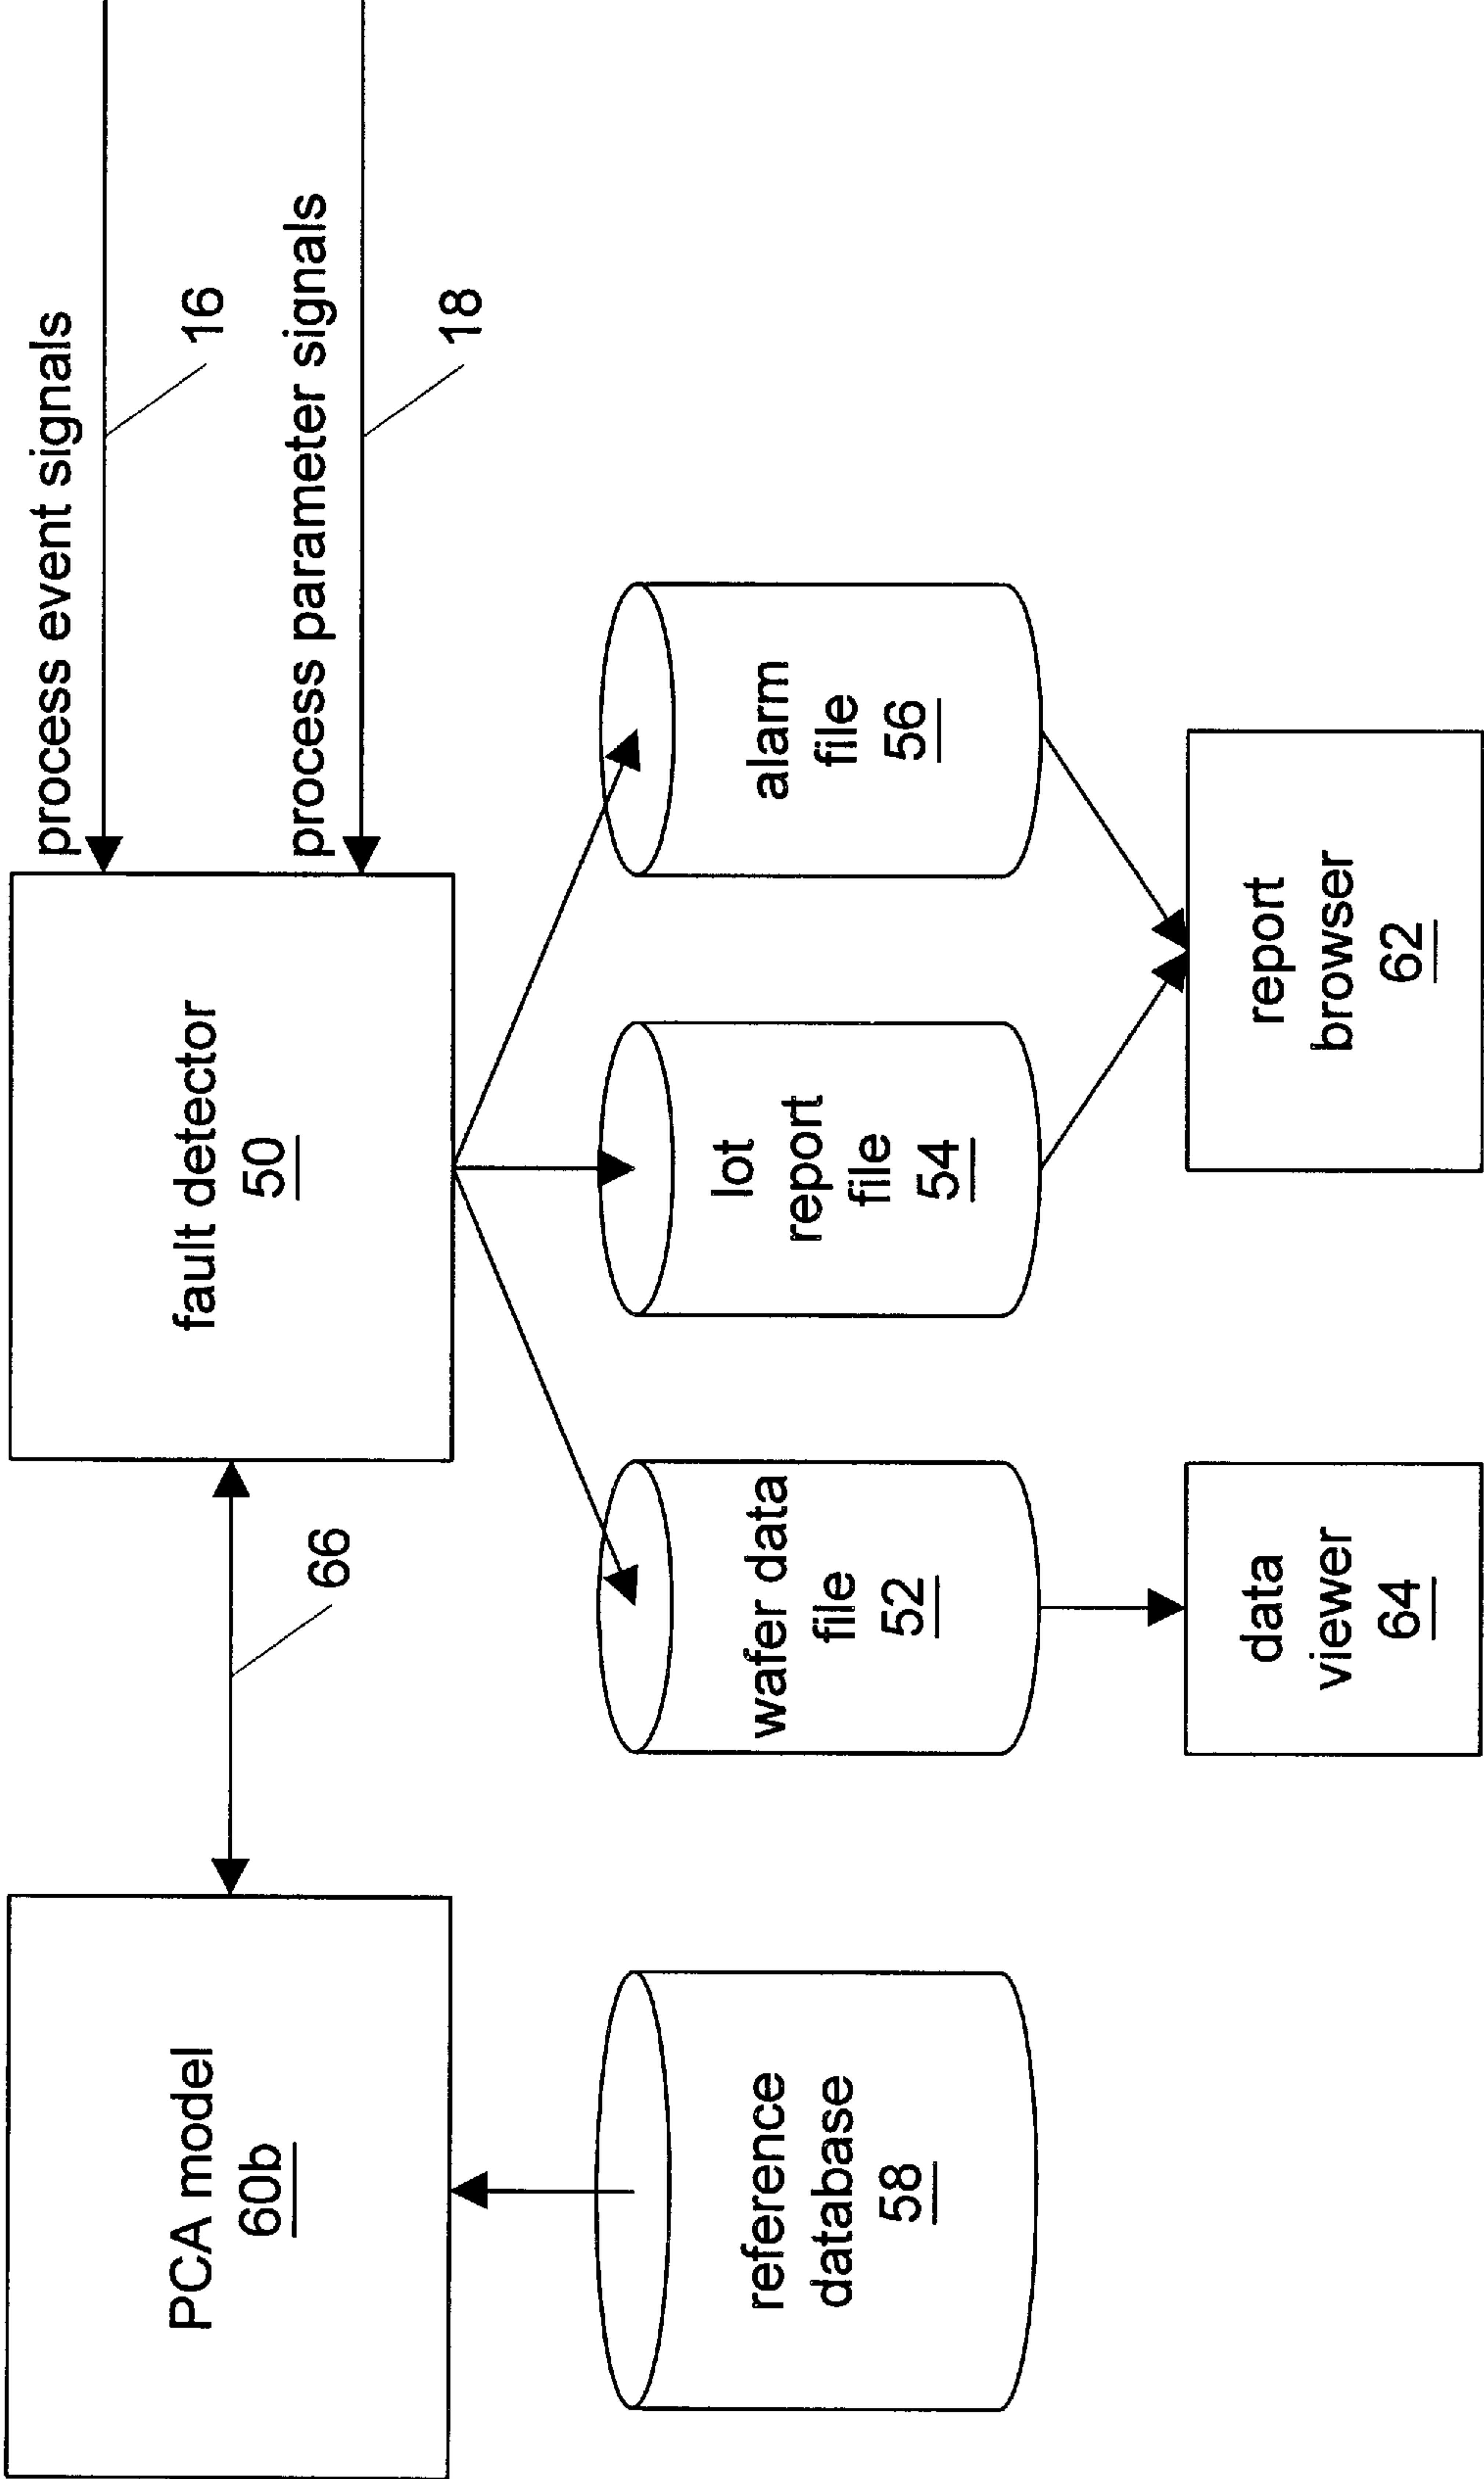 process event signals
16
process parameter signals
18
PCA model
60b
66
fault detector
50
reference
database
58
wafer data
file
52
lot
report
file
54
alarm
file
56
data
viewer
64
report
browser
62